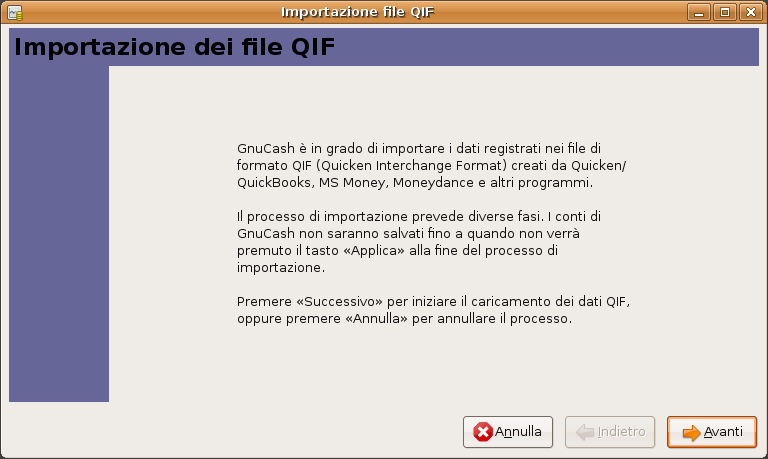 Importazione file QIF
Importazione dei file QIF
GnuCash è in grado di importare i dati registrati nei file di
formato QIF (Quicken Interchange Format) creati da Quicken/
QuickBooks, MS Money, Moneydance e altri programmi.
Il processo di importazione prevede diverse fasi. I conti di
GnuCash non saranno salvati fino a quando non verrà
premuto il tasto «Applica» alla fine del processo di
importazione.
Premere «Successivo» per iniziare il caricamento dei dati QIF,
oppure premere «Annulla» per annullare il processo.
Annulla Indietro Avanti